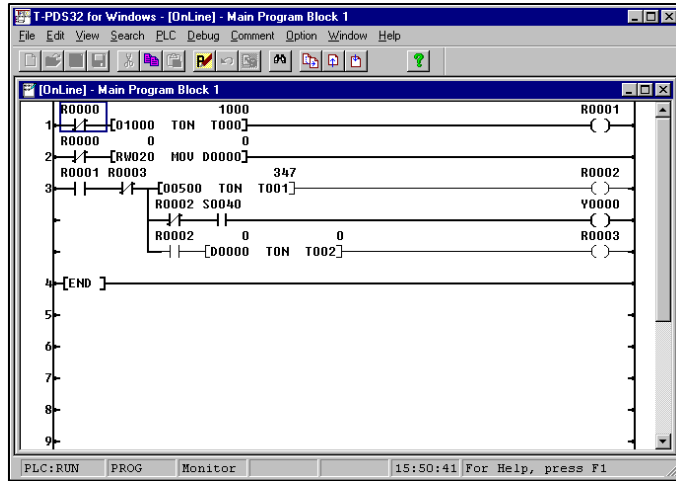 T-PDS32 for Windows - [OnLine] - Main Program Block 1
File Edit View Search PLC Debug Comment Option Window Help
[OnLine] - Main Program Block 1
R0000 1000 R0001
1 [01000 TON T000] ( )
R0000 0 0
2 [RW020 MOV D0000]
R0001 R0003 347 R0002
3 [00500 TON T001] ( )
R0002 S0040 Y0000
( )
R0002 0 0 R0003
[D0000 TON T002] ( )
4 [END ]
5
6
7
8
9
PLC:RUN PROG Monitor 15:50:41 For Help, press F1